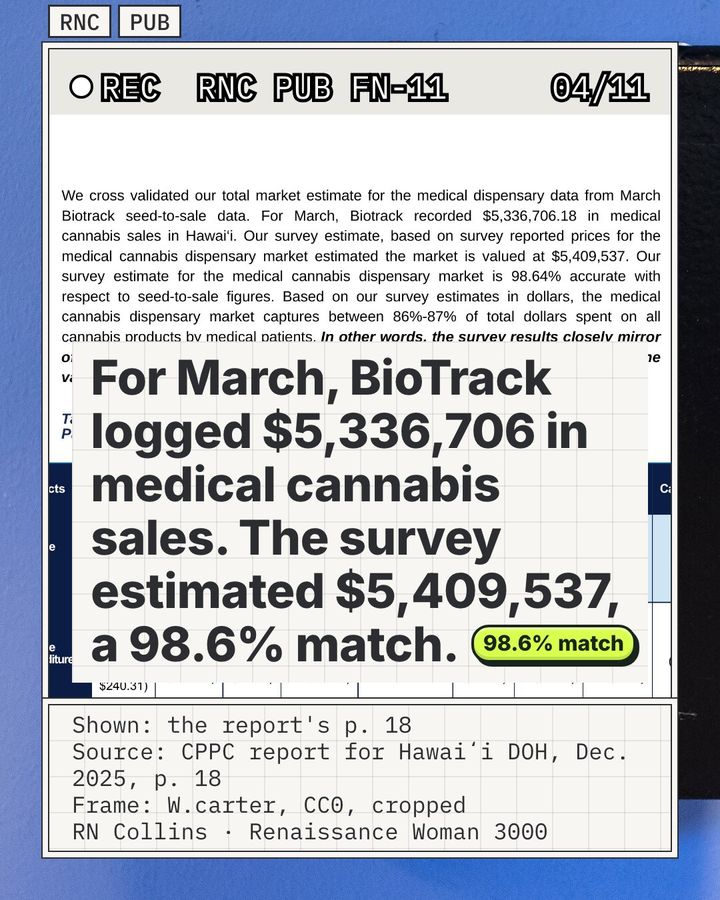 RNC PUB
REC RNC PUB FN-11 04/11
We cross validated our total market estimate for the medical dispensary data from March
Biotrack seed-to-sale data. For March, Biotrack recorded $5,336,706.18 in medical
cannabis sales in Hawai‘i. Our survey estimate, based on survey reported prices for the
medical cannabis dispensary market estimated the market is valued at $5,409,537. Our
survey estimate for the medical cannabis dispensary market is 98.64% accurate with
respect to seed-to-sale figures. Based on our survey estimates in dollars, the medical
cannabis dispensary market captures between 86%-87% of total dollars spent on all
cannabis products by medical patients. In other words, the survey results closely mirror
For March, BioTrack
logged $5,336,706 in
medical cannabis
sales. The survey
estimated $5,409,537,
a 98.6% match. 98.6% match
$240.31)
Shown: the report's p. 18
Source: CPPC report for Hawaiʻi DOH, Dec.
2025, p. 18
Frame: W.carter, CC0, cropped
RN Collins · Renaissance Woman 3000